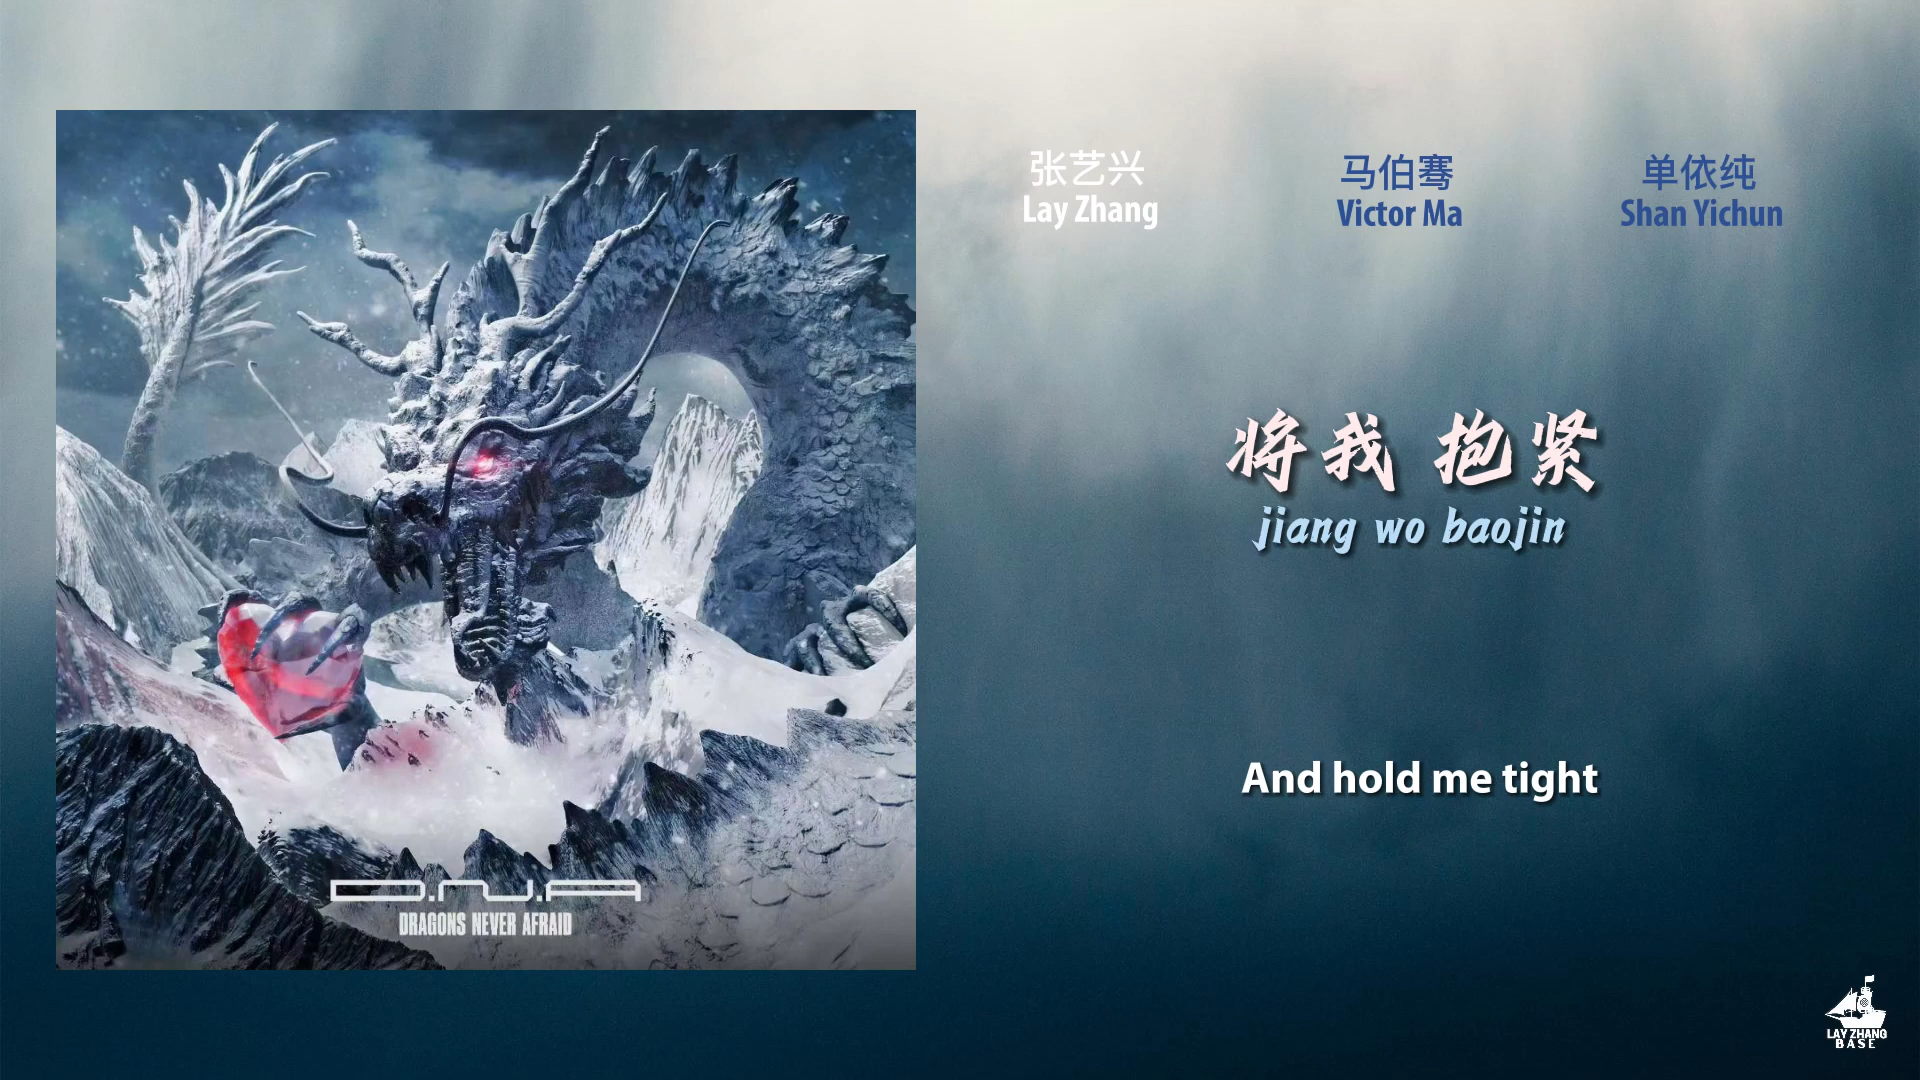 张艺兴
Lay Zhang
马伯骞
Victor Ma
单依纯
Shan Yichun
将我 抱紧
jiang wo baojin
And hold me tight
D.N.A
DRAGONS NEVER AFRAID
LAY ZHANG
BASE